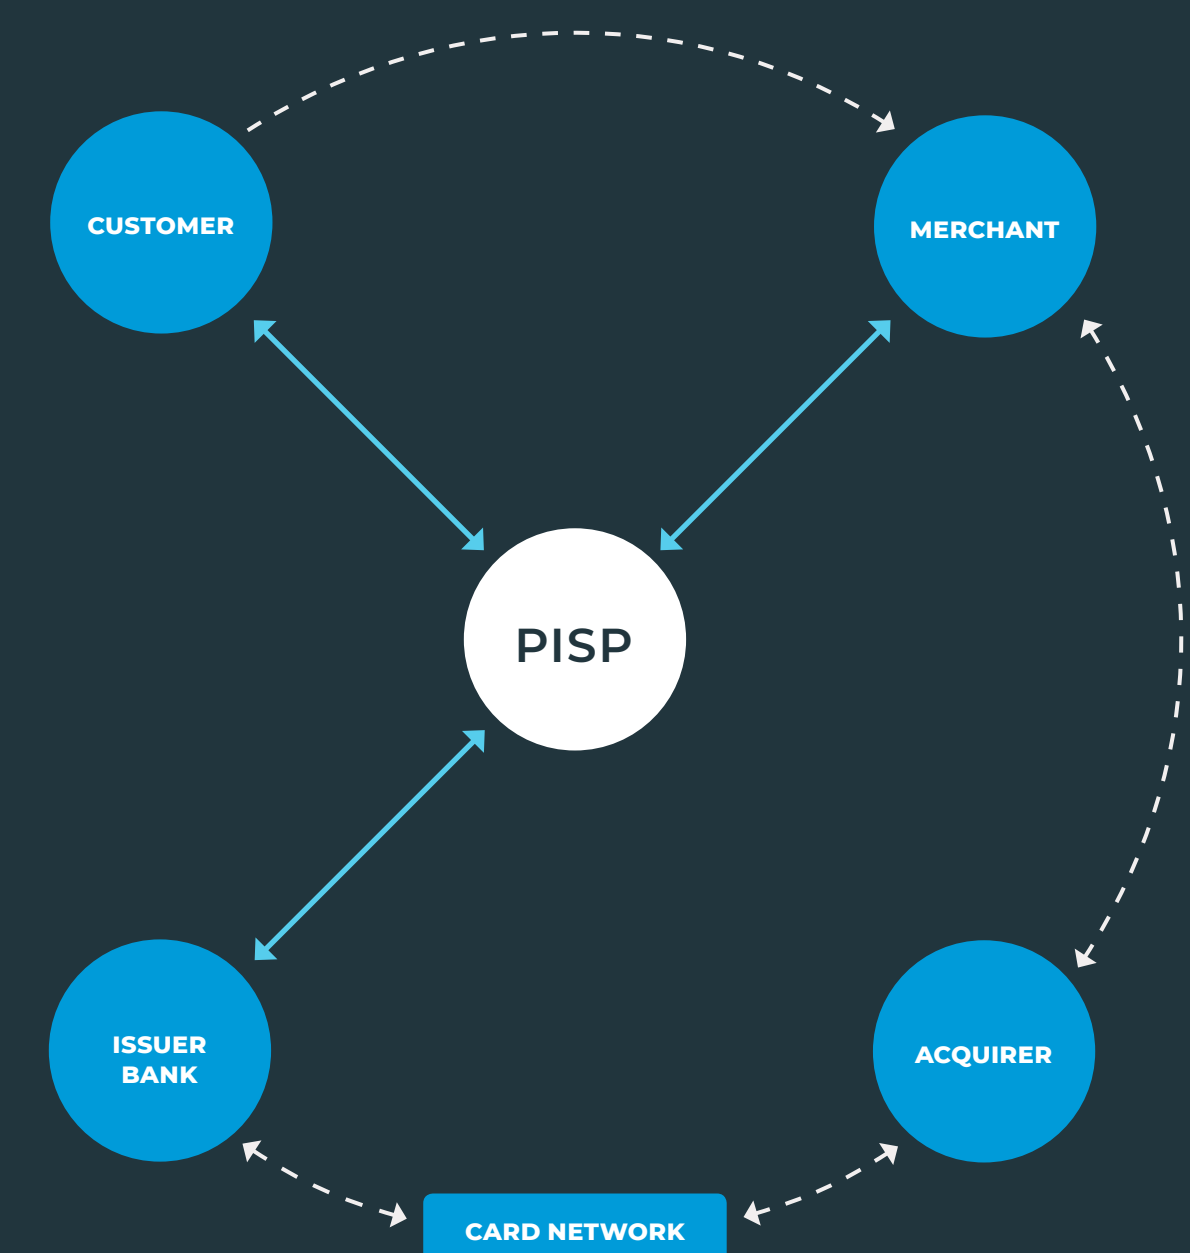 CUSTOMER
MERCHANT
PISP
ISSUER
BANK
ACQUIRER
CARD NETWORK